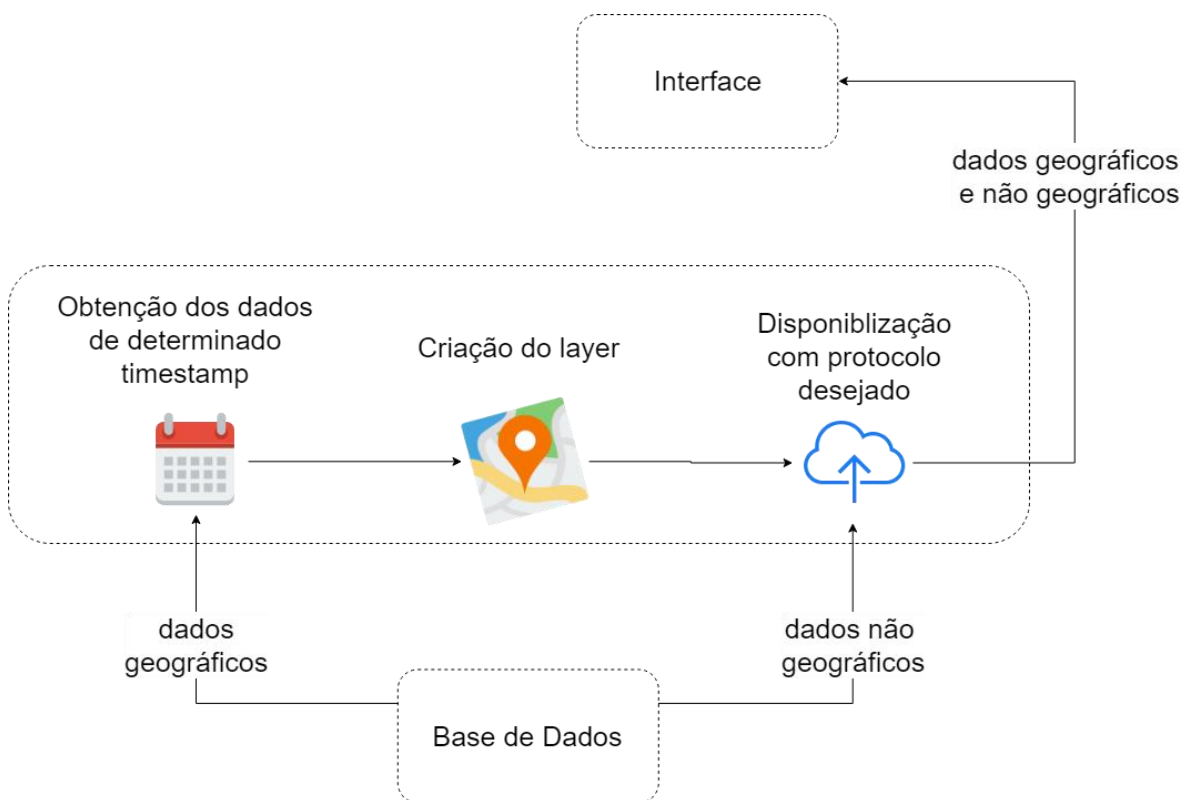 Interface
dados geográficos
e não geográficos
Obtenção dos dados
de determinado
timestamp
Criação do layer
Disponiblização
com protocolo
desejado
dados
geográficos
dados não
geográficos
Base de Dados